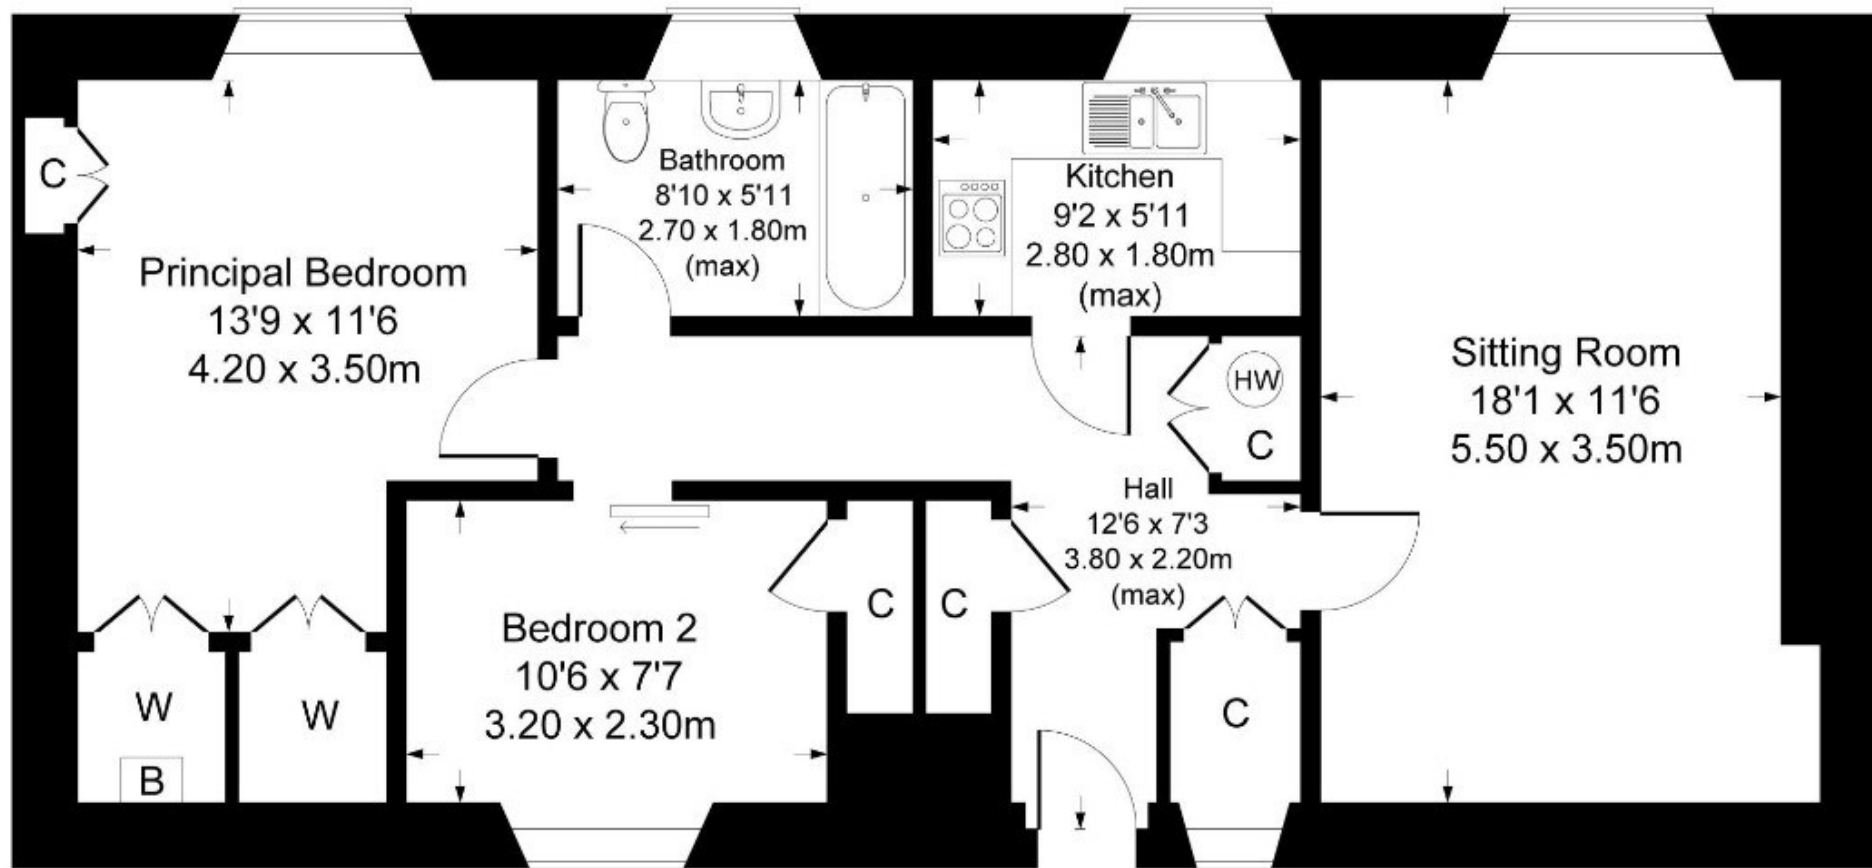 C
Principal Bedroom
13'9 x 11'6
4.20 x 3.50m
W
B
W
Bathroom
8'10 x 5'11
2.70 x 1.80m
(max)
Kitchen
9'2 x 5'11
2.80 x 1.80m
(max)
HW
C
Hall
12'6 x 7'3
3.80 x 2.20m
(max)
Bedroom 2
10'6 x 7'7
3.20 x 2.30m
C
C
C
Sitting Room
18'1 x 11'6
5.50 x 3.50m